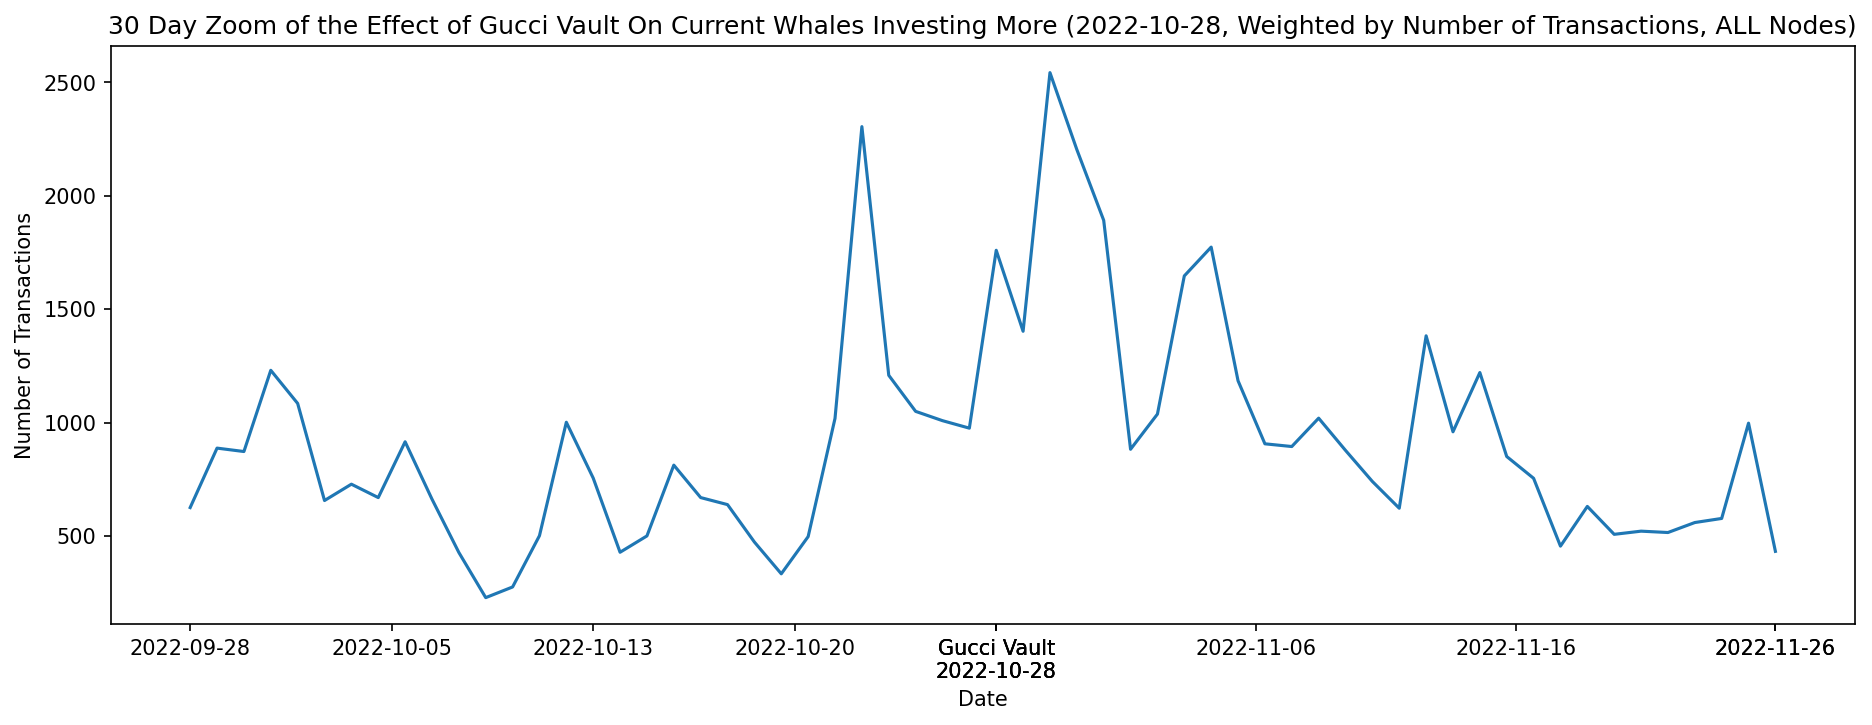 30 Day Zoom of the Effect of Gucci Vault On Current Whales Investing More (2022-10-28, Weighted by Number of Transactions, ALL Nodes)
2500
2000
1500
1000
500
Number of Transactions
2022-09-28 2022-10-05 2022-10-13 2022-10-20 Gucci Vault 2022-11-06 2022-11-16 2022-11-26
2022-10-28
Date